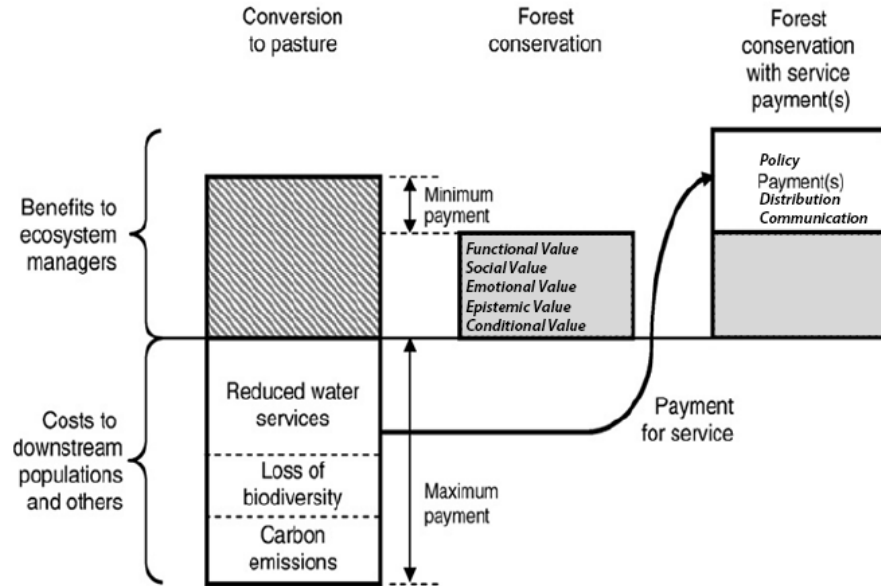 Conversion
to pasture
Forest
conservation
Forest
conservation
with service
payment(s)
Benefits to
ecosystem
managers
Minimum
payment
Functional Value
Social Value
Emotional Value
Epistemic Value
Conditional Value
Policy
Payment(s)
Distribution
Communication
Costs to
downstream
populations
and others
Reduced water
services
Loss of
biodiversity
Carbon
emissions
Maximum
payment
Payment
for service